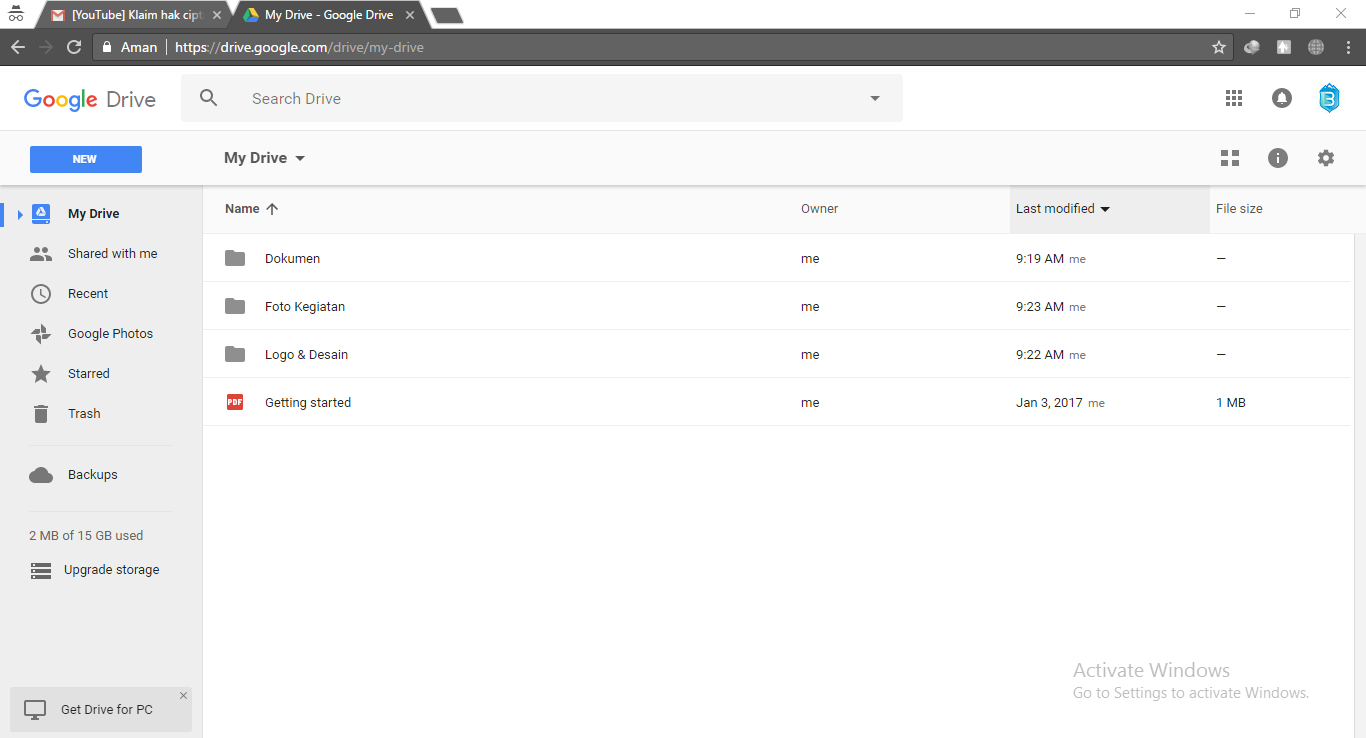 [YouTube] Klaim hak cipt
My Drive - Google Drive
Aman
https://drive.google.com/drive/my-drive
Google Drive
Search Drive
B
NEW
My Drive
My Drive
Shared with me
Recent
Google Photos
Starred
Trash
Backups
2 MB of 15 GB used
Upgrade storage
Get Drive for PC
Name Owner Last modified File size
Dokumen me 9:19 AM me —
Foto Kegiatan me 9:23 AM me —
Logo & Desain me 9:22 AM me —
PDF Getting started me Jan 3, 2017 me 1 MB
Activate Windows
Go to Settings to activate Windows.